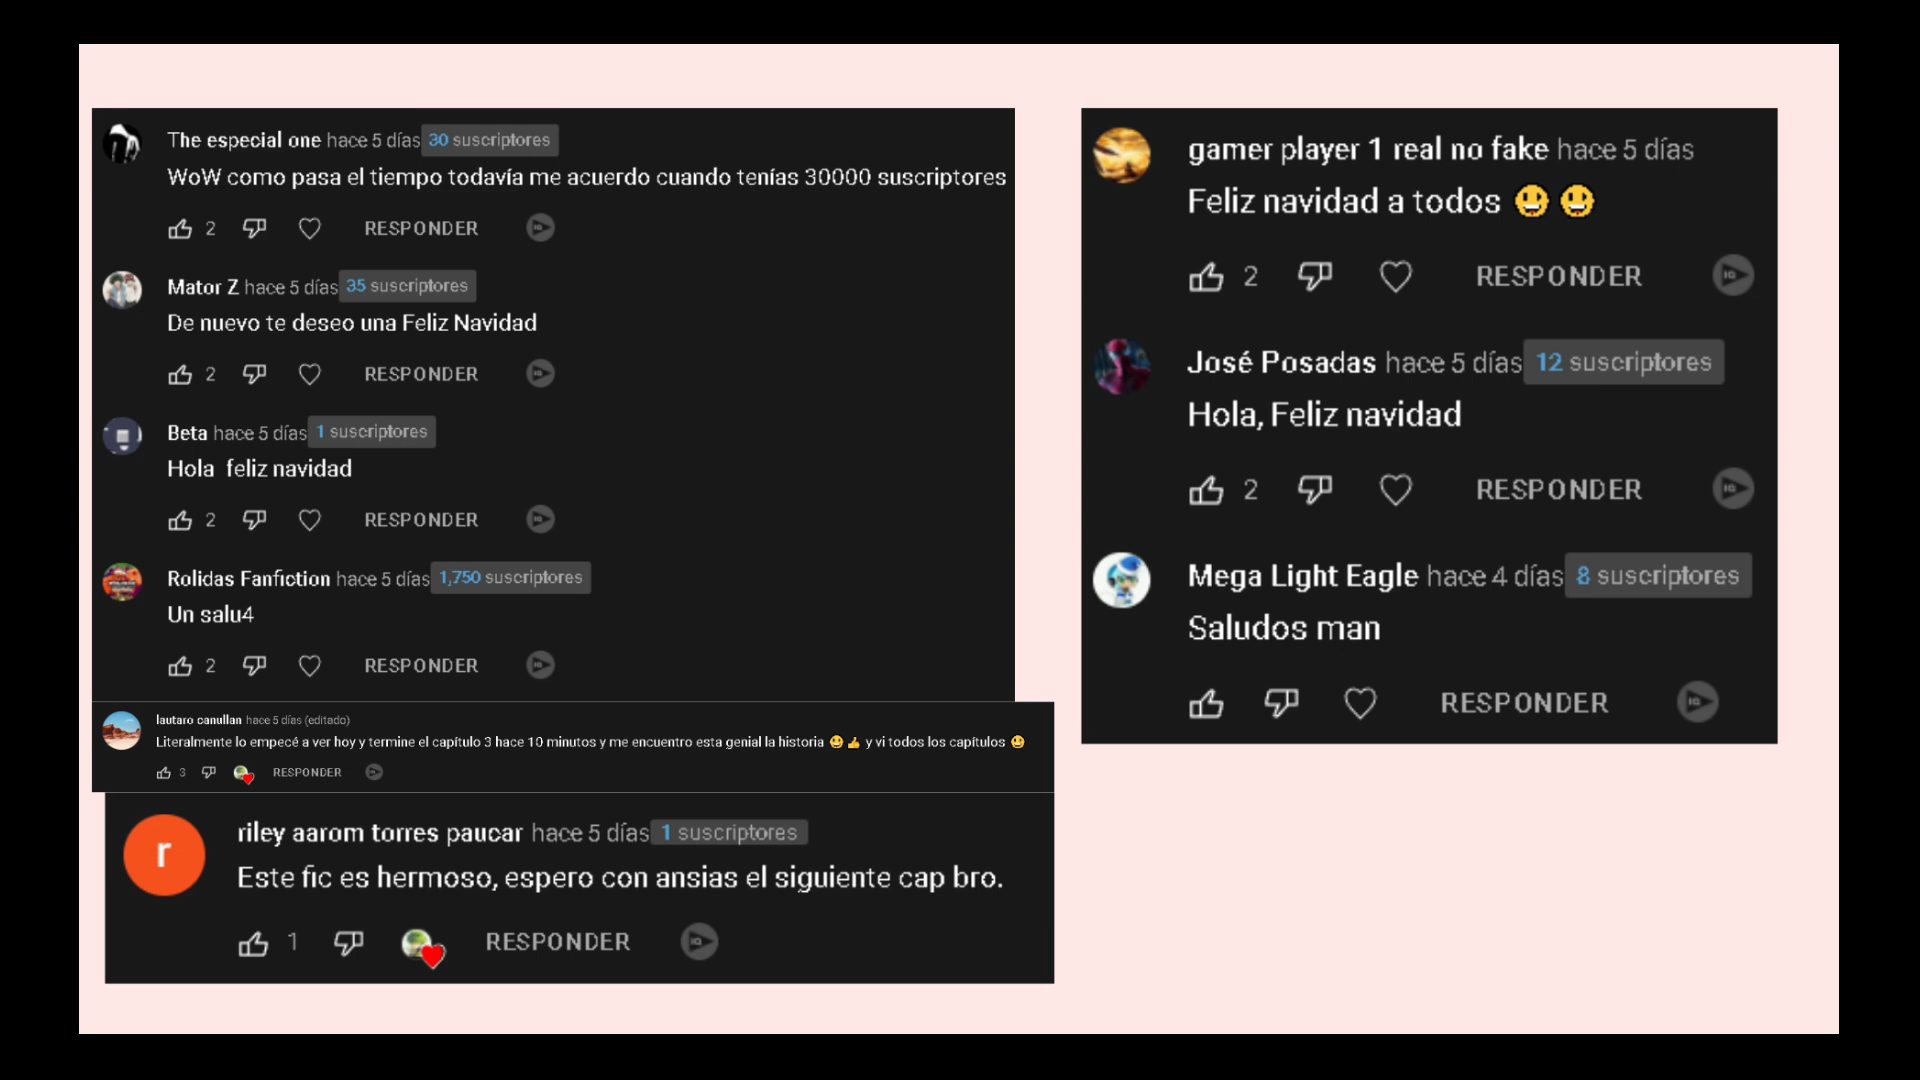 The especial one hace 5 días 30 suscriptores
WoW como pasa el tiempo todavía me acuerdo cuando tenías 30000 suscriptores
2 RESPONDER
Mator Z hace 5 días 35 suscriptores
De nuevo te deseo una Feliz Navidad
2 RESPONDER
Beta hace 5 días 1 suscriptores
Hola feliz navidad
2 RESPONDER
Rolidas Fanfiction hace 5 días 1,750 suscriptores
Un salu4
2 RESPONDER
lautaro canullan hace 5 días (editado)
Literalmente lo empecé a ver hoy y termine el capítulo 3 hace 10 minutos y me encuentro esta genial la historia 😃👍 y vi todos los capítulos 😃
3 RESPONDER
r
riley aarom torres paucar hace 5 días 1 suscriptores
Este fic es hermoso, espero con ansias el siguiente cap bro.
1 RESPONDER
gamer player 1 real no fake hace 5 días
Feliz navidad a todos 😃 😃
2 RESPONDER
José Posadas hace 5 días 12 suscriptores
Hola, Feliz navidad
2 RESPONDER
Mega Light Eagle hace 4 días 8 suscriptores
Saludos man
RESPONDER